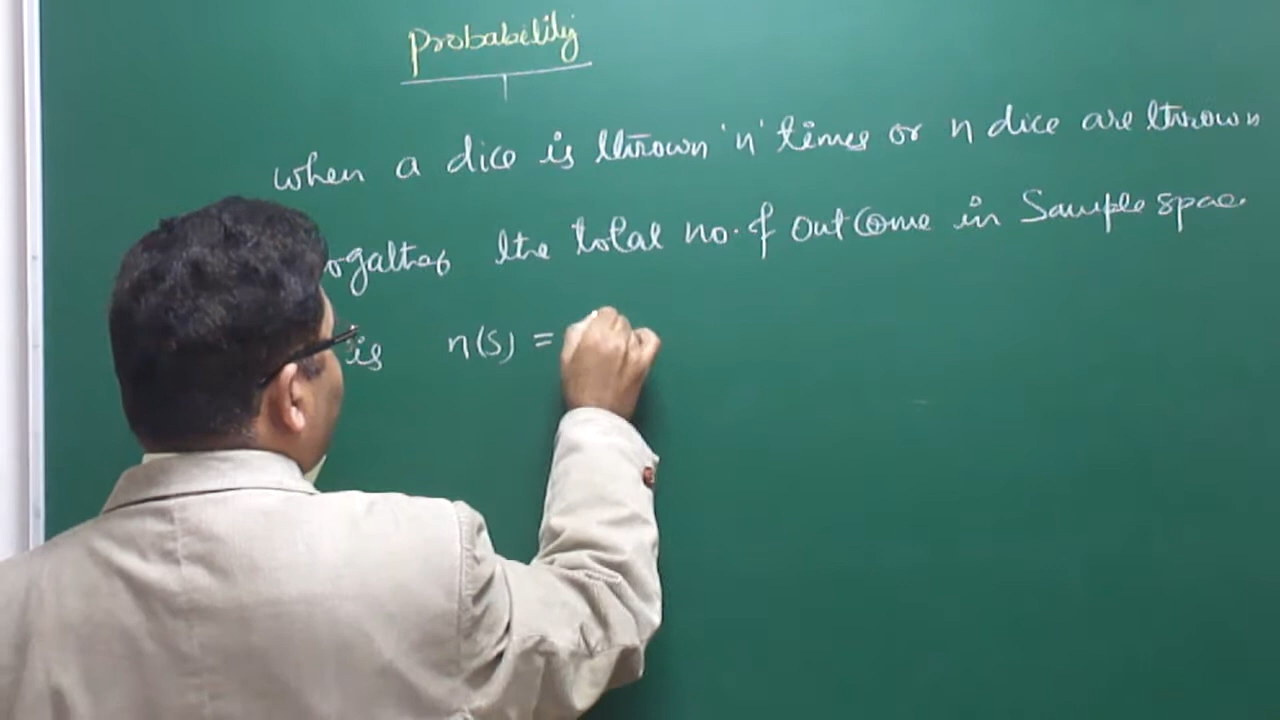 Probability
when a dice is thrown 'n' times or n dice are thrown
the total no. of outcome in Sample space
is n(S) =